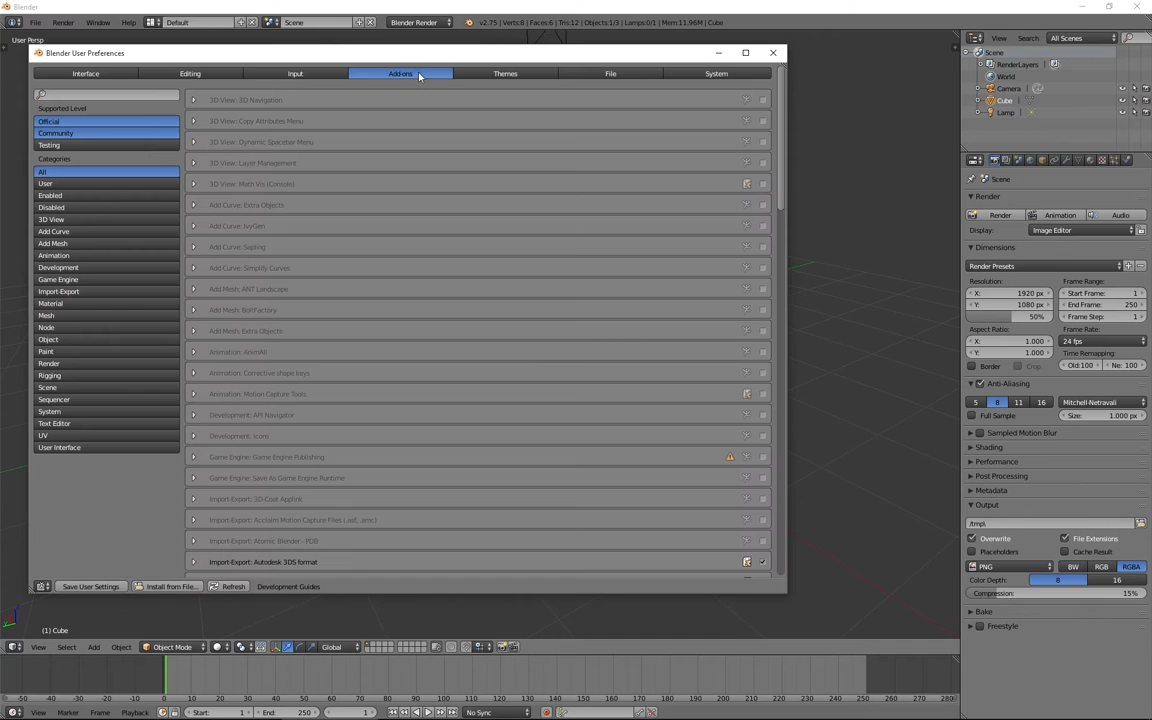 Blender
File Render Window Help Default Scene Blender Render v2.75 | Verts:8 | Faces:6 | Tris:12 | Objects:1/3 | Lamps:0/1 | Mem:11.96M | Cube
User Persp
Blender User Preferences
Interface Editing Input Add-ons Themes File System
Supported Level
Official
Community
Testing
Categories
All
User
Enabled
Disabled
3D View
Add Curve
Add Mesh
Animation
Development
Game Engine
Import-Export
Material
Mesh
Node
Object
Paint
Render
Rigging
Scene
Sequencer
System
Text Editor
UV
User Interface
3D View: 3D Navigation
3D View: Copy Attributes Menu
3D View: Dynamic Spacebar Menu
3D View: Layer Management
3D View: Math Vis (Console)
Add Curve: Extra Objects
Add Curve: IvyGen
Add Curve: Sapling
Add Curve: Simplify Curves
Add Mesh: ANT Landscape
Add Mesh: BoltFactory
Add Mesh: Extra Objects
Animation: AnimAll
Animation: Corrective shape keys
Animation: Motion Capture Tools
Development: API Navigator
Development: Icons
Game Engine: Game Engine Publishing
Game Engine: Save As Game Engine Runtime
Import-Export: 3D-Coat Applink
Import-Export: Acclaim Motion Capture Files (.asf, .amc)
Import-Export: Atomic Blender - PDB
Import-Export: Autodesk 3DS format
Save User Settings Install from File... Refresh Development Guides
View Search: All Scenes
Scene
RenderLayers
World
Camera
Cube
Lamp
Scene
Render
Render Animation Audio
Display: Image Editor
Dimensions
Render Presets
Resolution: Frame Range:
X: 1920 px Start Frame: 1
Y: 1080 px End Frame: 250
50% Frame Step: 1
Aspect Ratio: Frame Rate:
X: 1.000 24 fps
Y: 1.000 Time Remapping:
Border Crop Old:100 Ne: 100
Anti-Aliasing
5 8 11 16 Mitchell-Netravali
Full Sample Size: 1.000 px
Sampled Motion Blur
Shading
Performance
Post Processing
Metadata
Output
/tmp\
Overwrite File Extensions
Placeholders Cache Result
PNG BW RGB RGBA
Color Depth: 8 16
Compression: 15%
Bake
Freestyle
(1) Cube
View Select Add Object Object Mode Global
-50 -40 -30 -20 -10 0 10 20 30 40 50 60 70 80 90 100 110 120 130 140 150 160 170 180 190 200 210 220 230 240 250 260 270 280
View Marker Frame Playback Start: 1 End: 250 1 No Sync